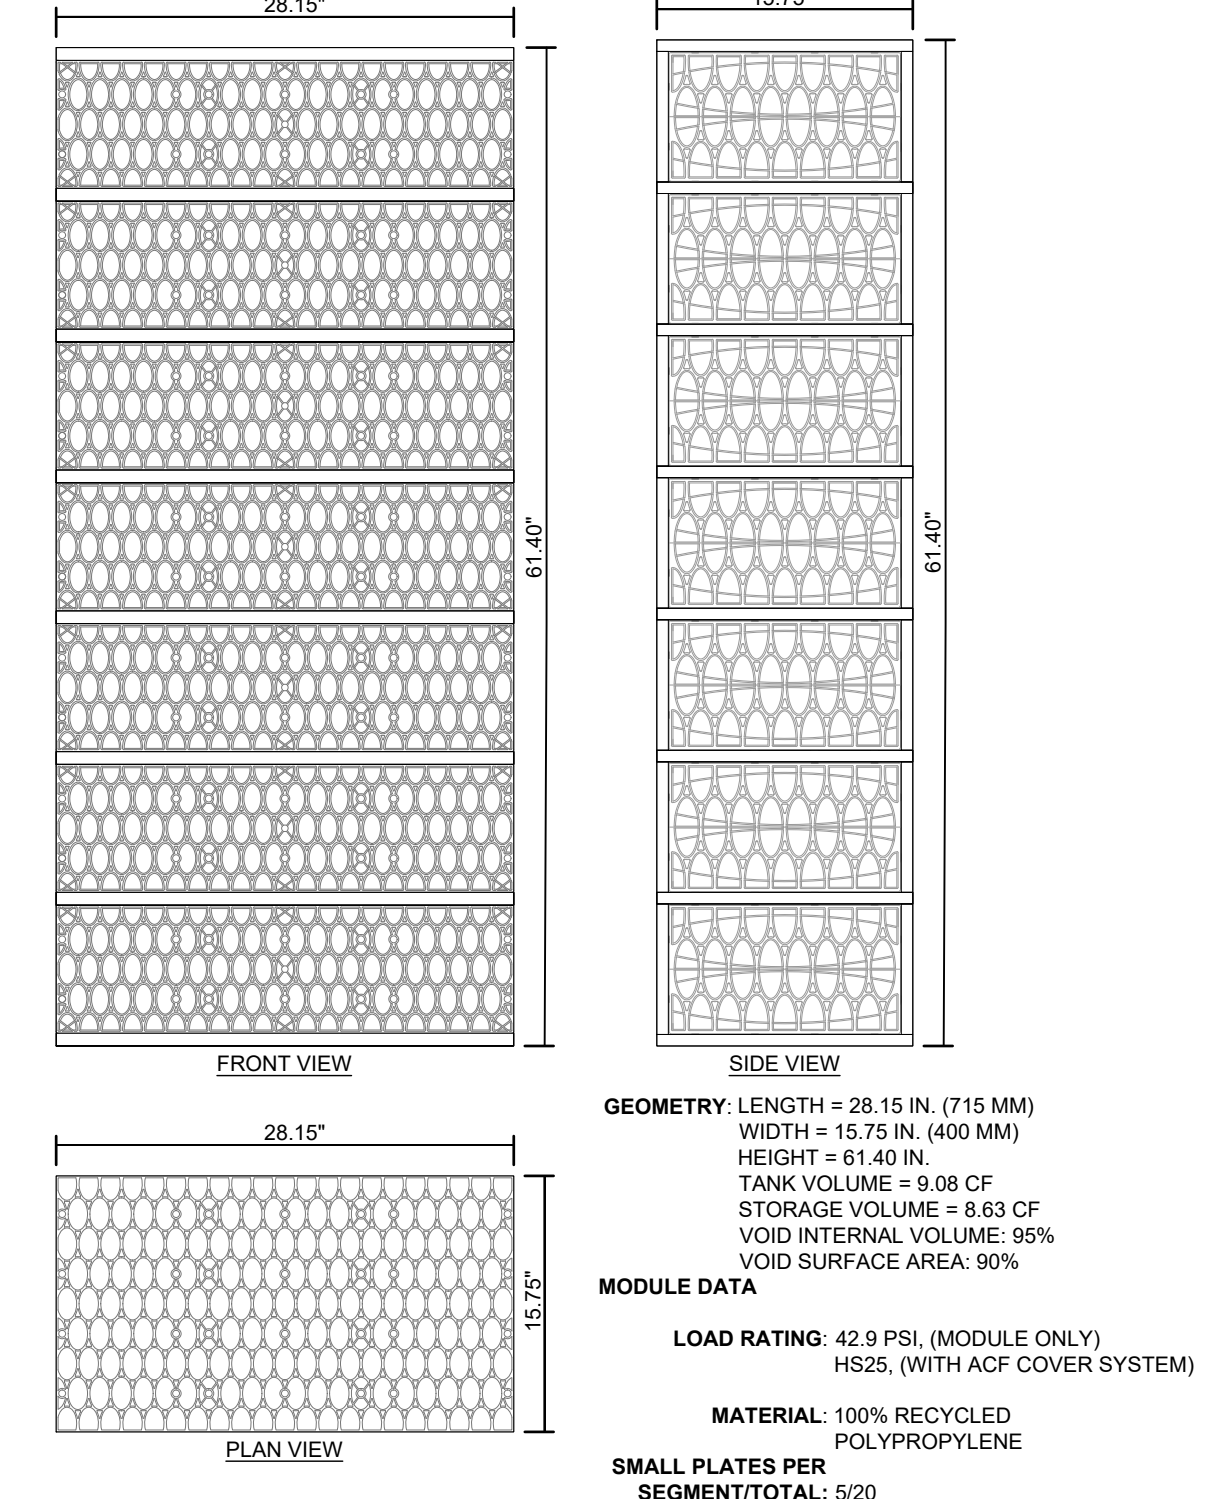 28.15"
15.75"
61.40"
61.40"
FRONT VIEW
SIDE VIEW
28.15"
15.75"
PLAN VIEW
GEOMETRY: LENGTH = 28.15 IN. (715 MM)
WIDTH = 15.75 IN. (400 MM)
HEIGHT = 61.40 IN.
TANK VOLUME = 9.08 CF
STORAGE VOLUME = 8.63 CF
VOID INTERNAL VOLUME: 95%
VOID SURFACE AREA: 90%
MODULE DATA
LOAD RATING: 42.9 PSI, (MODULE ONLY)
HS25, (WITH ACF COVER SYSTEM)
MATERIAL: 100% RECYCLED
POLYPROPYLENE
SMALL PLATES PER
SEGMENT/TOTAL: 5/20